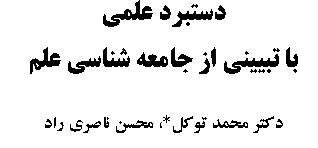 دستبرد علمی
با تبیینی از جامعه شناسی علم
دکتر محمد توکل*، محسن ناصری راد